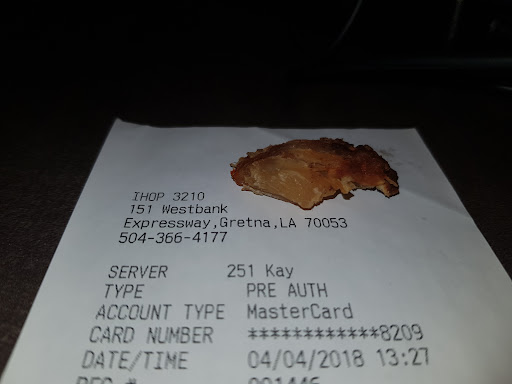 IHOP 3210
151 Westbank
Expressway,Gretna,LA 70053
504-366-4177
SERVER 251 Kay
TYPE PRE AUTH
ACCOUNT TYPE MasterCard
CARD NUMBER ************8209
DATE/TIME 04/04/2018 13:27